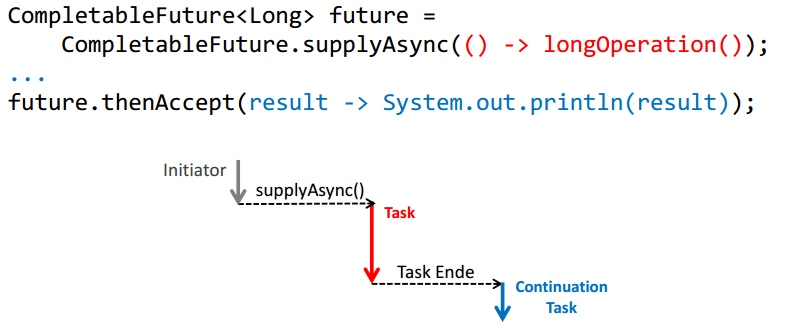 CompletableFuture<Long> future =
CompletableFuture.supplyAsync(() -> longOperation());
...
future.thenAccept(result -> System.out.println(result));
Initiator
supplyAsync()
Task
Task Ende
Continuation
Task